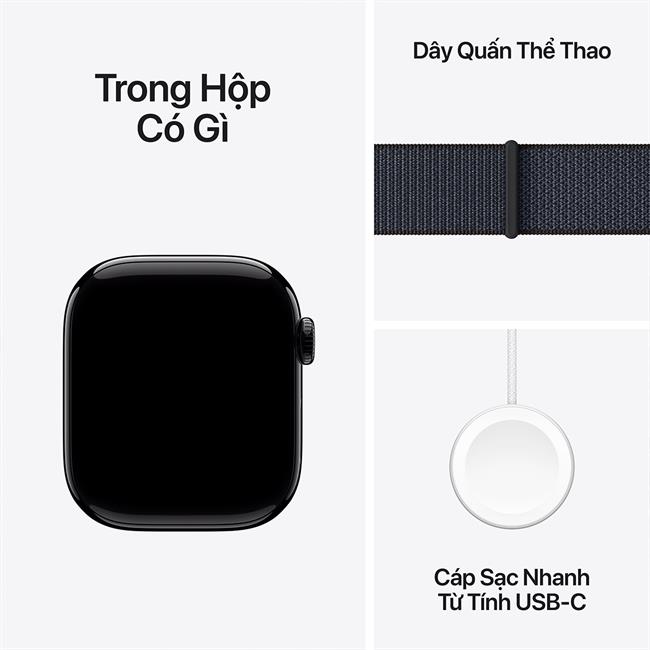 Trong Hộp
Có Gì
Dây Quấn Thể Thao
Cáp Sạc Nhanh
Từ Tính USB-C